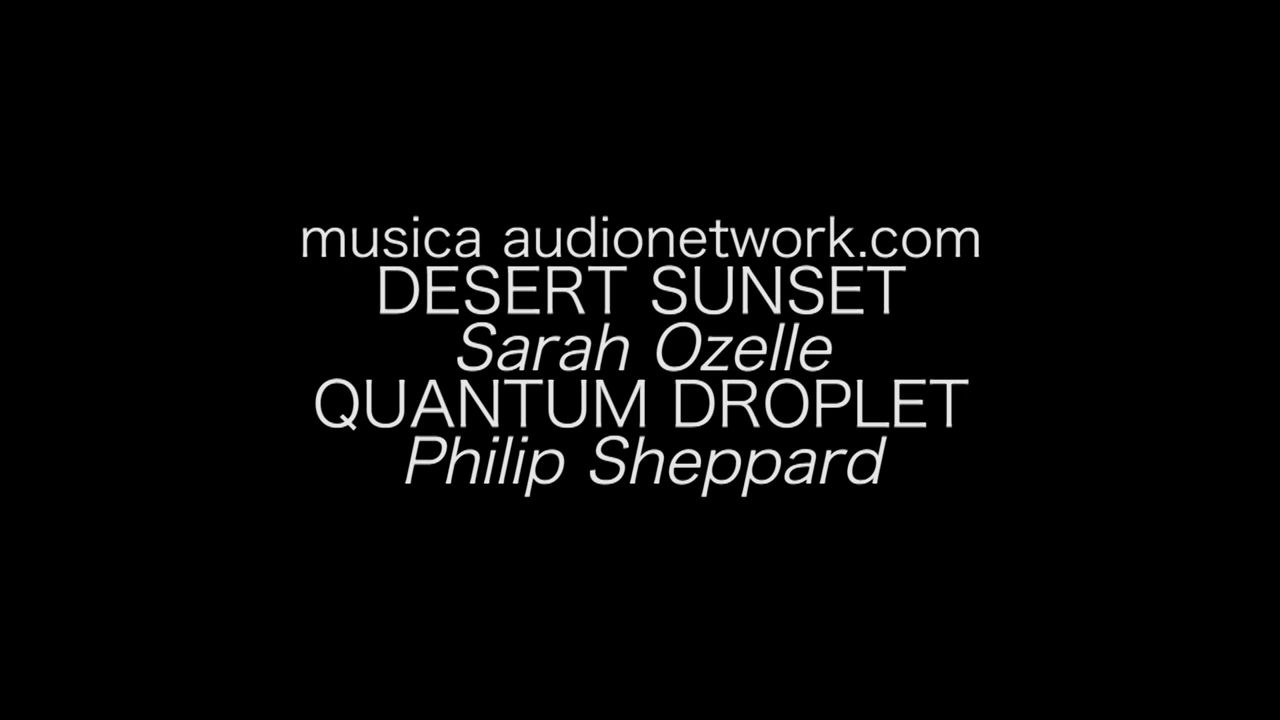 musica audionetwork.com
DESERT SUNSET
Sarah Ozelle
QUANTUM DROPLET
Philip Sheppard